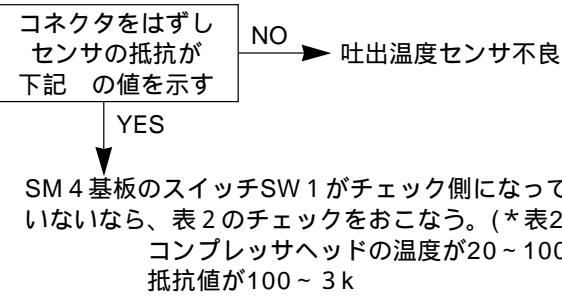 コネクタをはずし
センサの抵抗が
下記　の値を示す
NO
吐出温度センサ不良
YES
SM４基板のスイッチSW１がチェック側になって
いないなら、表２のチェックをおこなう。(＊表2
コンプレッサヘッドの温度が20～100
抵抗値が100～３k